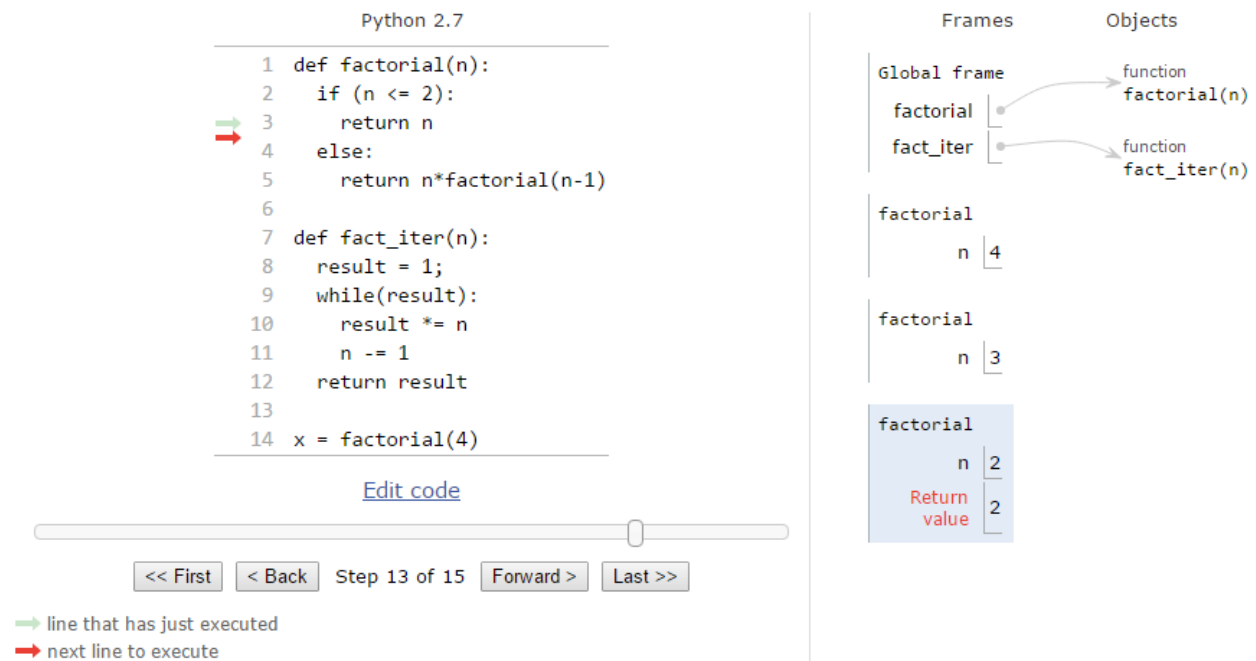 Python 2.7
1 def factorial(n):
2 if (n <= 2):
3 return n
4 else:
5 return n*factorial(n-1)
6
7 def fact_iter(n):
8 result = 1;
9 while(result):
10 result *= n
11 n -= 1
12 return result
13
14 x = factorial(4)
Edit code
<< First < Back Step 13 of 15 Forward > Last >>
line that has just executed
next line to execute
Frames Objects
Global frame
factorial
fact_iter
function
factorial(n)
function
fact_iter(n)
factorial
n 4
factorial
n 3
factorial
n 2
Return
value 2